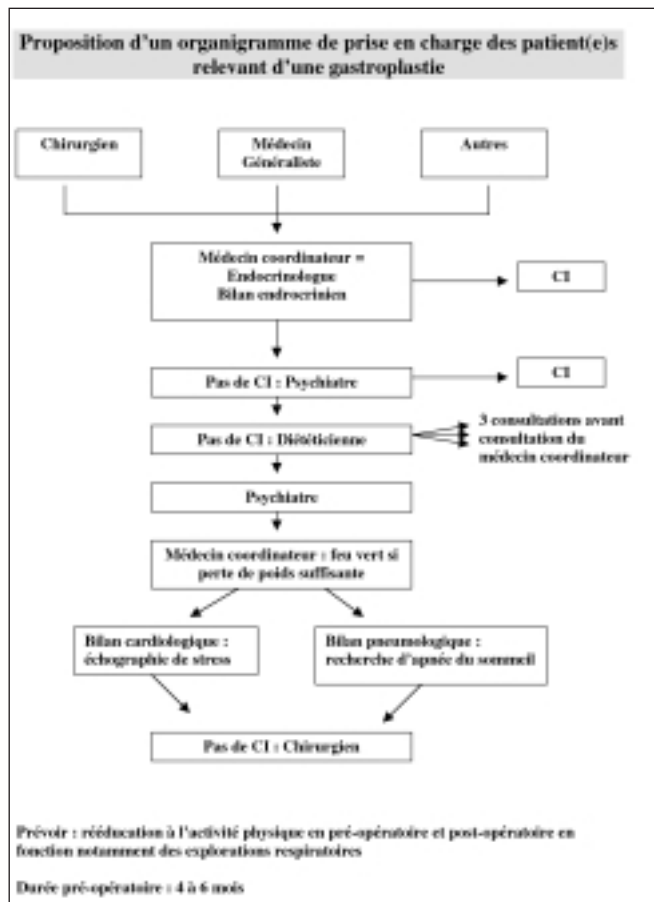 Proposition d'un organigramme de prise en charge des patient(e)s
relevant d'une gastroplastie
Chirurgien
Médecin
Généraliste
Autres
Médecin coordinateur =
Endocrinologue
Bilan endrocrinien
CI
Pas de CI : Psychiatre
CI
Pas de CI : Diététicienne
3 consultations avant
consultation du
médecin coordinateur
Psychiatre
Médecin coordinateur : feu vert si
perte de poids suffisante
Bilan cardiologique :
échographie de stress
Bilan pneumologique :
recherche d'apnée du sommeil
Pas de CI : Chirurgien
Prévoir : rééducation à l'activité physique en pré-opératoire et post-opératoire en
fonction notamment des explorations respiratoires
Durée pré-opératoire : 4 à 6 mois